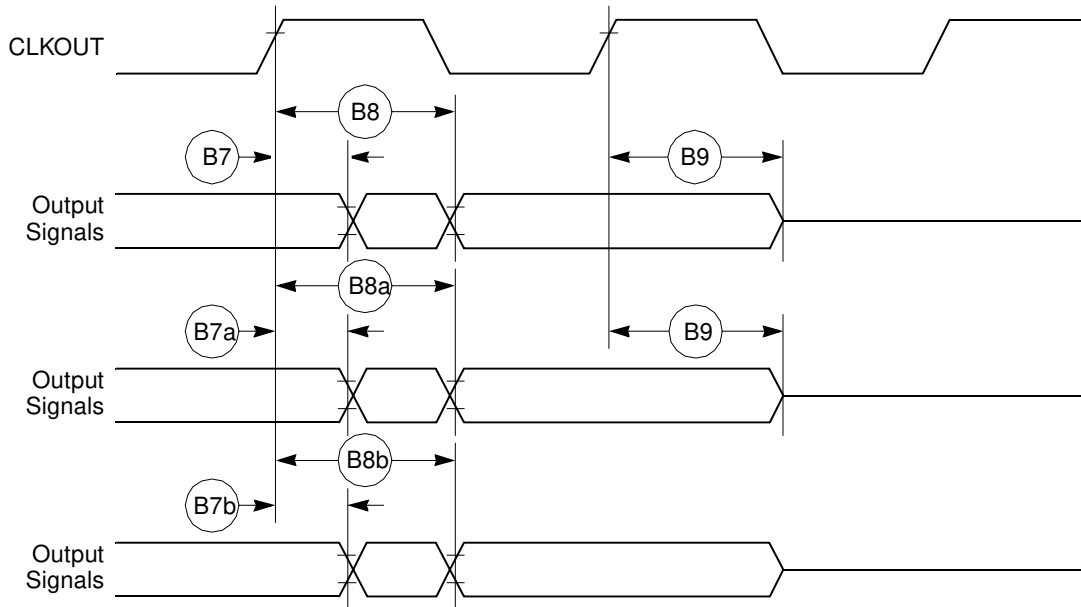 CLKOUT
B8
B7
B9
Output
Signals
B8a
B7a
B9
Output
Signals
B8b
B7b
Output
Signals